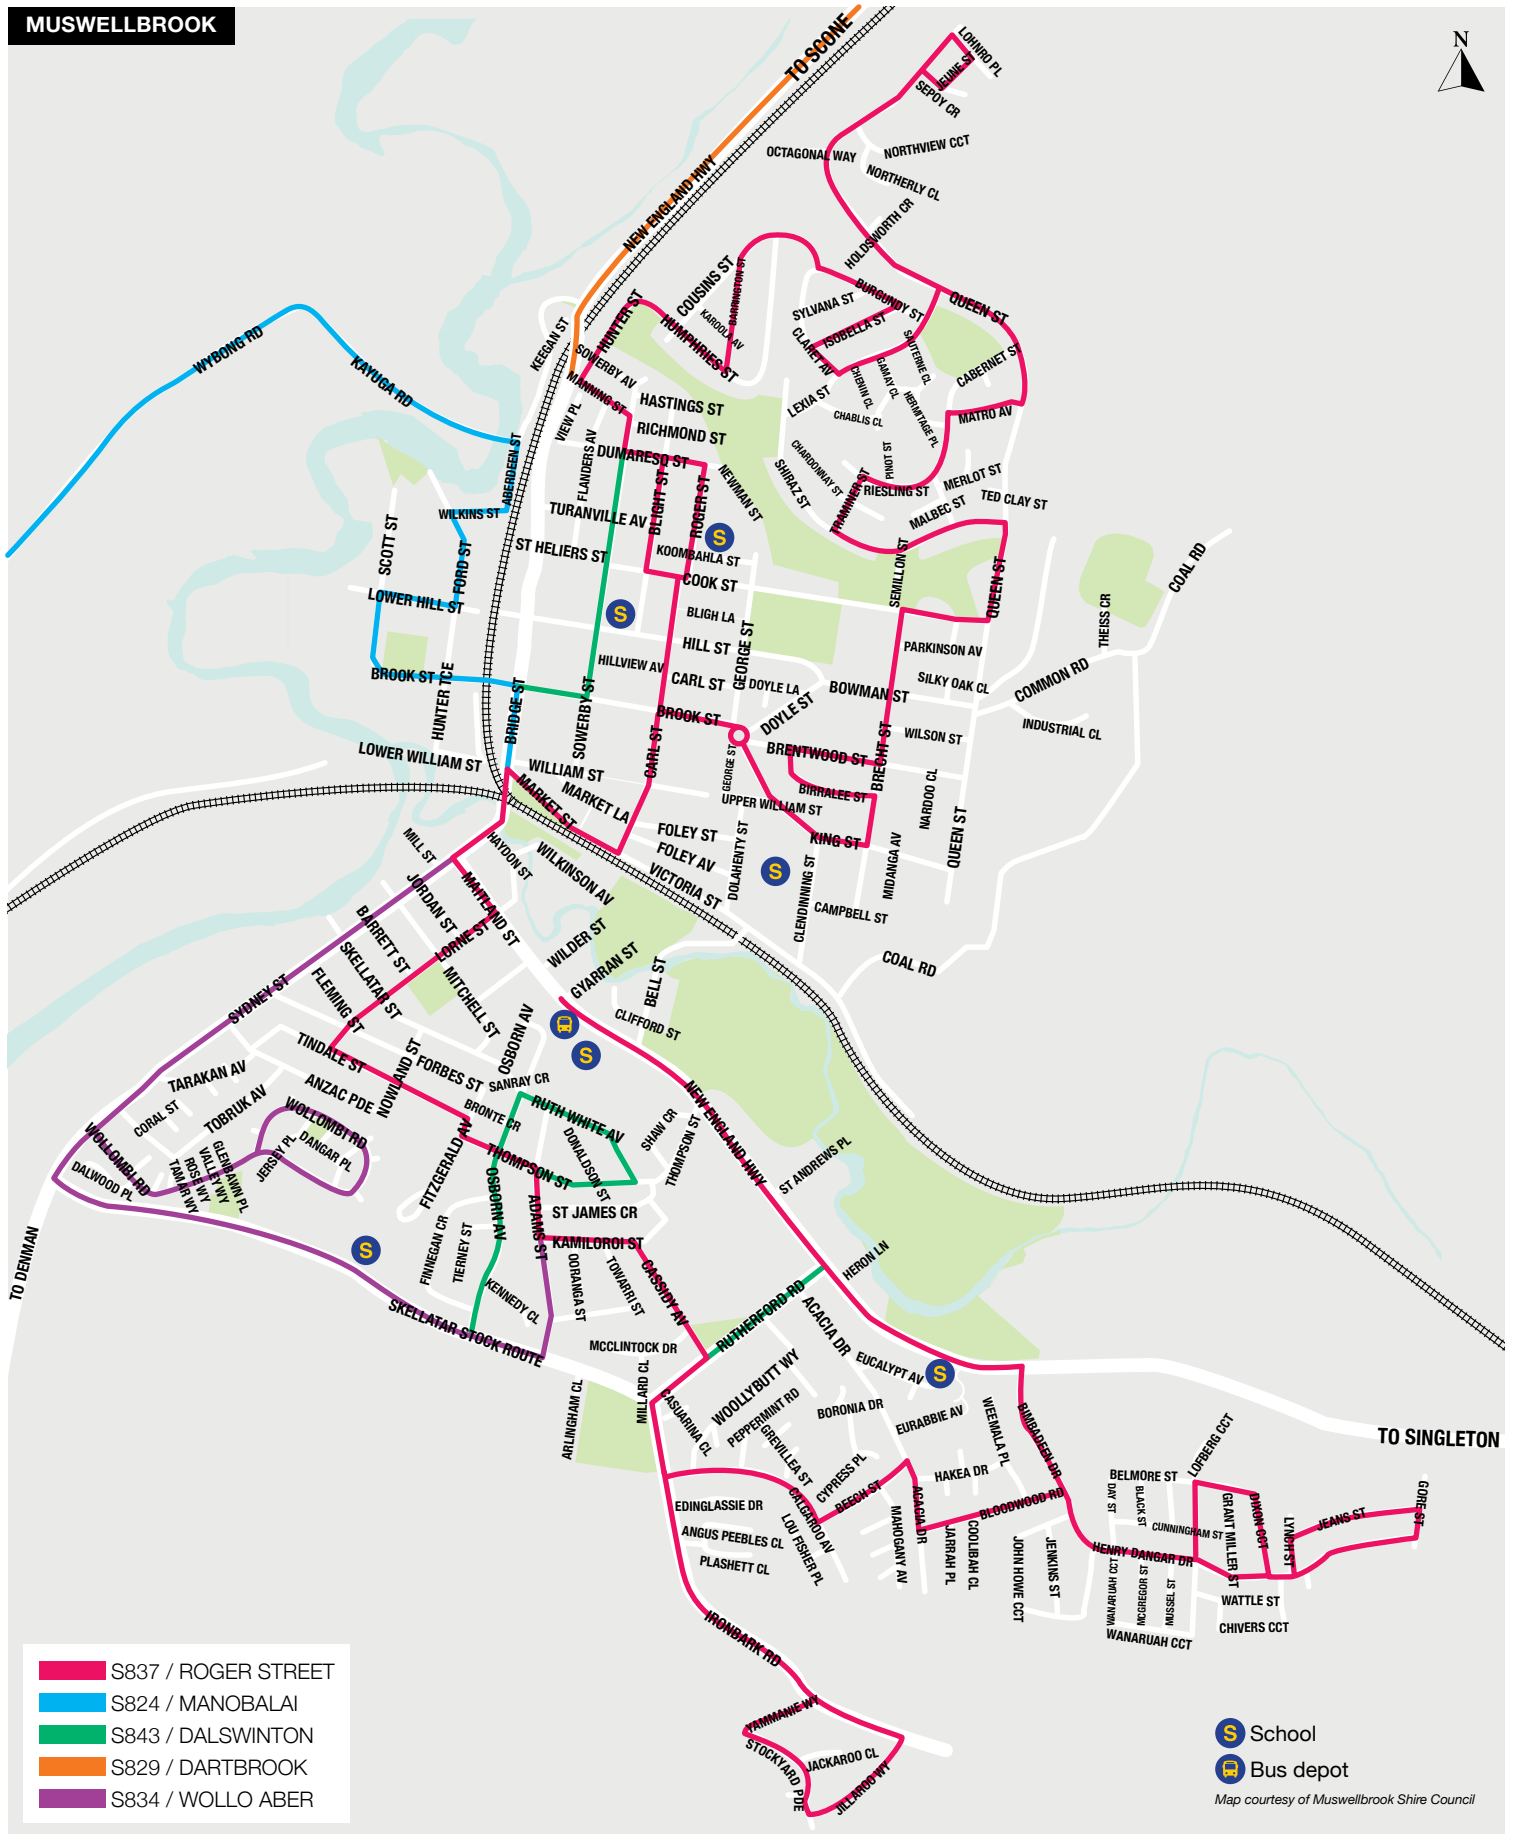 MUSWELLBROOK
N
TO SCONE
LOHNRO PL
JEUNE ST
SEPOY CR
NEW ENGLAND HWY
OCTAGONAL WAY
NORTHVIEW CCT
NORTHERLY CL
HOLDSWORTH CR
COUSINS ST
BARRINGTON ST
KAROOLA AV
HUNTER ST
HUMPHRIES ST
SYLVANA ST
BURGUNDY ST
QUEEN ST
ISOBELLA ST
CLARET AV
SAUTERNE CL
CABERNET ST
GAMAY CL
CHENIN CL
HERMITAGE PL
LEXIA ST
CHABLIS CL
MATRO AV
WYBONG RD
KAYUGA RD
KEEGAN ST
SOWERBY AV
MANNING ST
HASTINGS ST
VIEW PL
RICHMOND ST
FLANDERS AV
DUMARESQ ST
ABERDEEN ST
NEWMAN ST
BLIGHT ST
ROGER ST
CHARDONNAY ST
PINOT ST
SHIRAZ ST
TRAMINER ST
RIESLING ST
MERLOT ST
MALBEC ST
TED CLAY ST
WILKINS ST
TURANVILLE AV
SCOTT ST
FORD ST
ST HELIERS ST
KOOMBAHLA ST
SEMILLON ST
COAL RD
LOWER HILL ST
COOK ST
QUEEN ST
BLIGH LA
THEISS CR
HILL ST
GEORGE ST
PARKINSON AV
BROOK ST
HUNTER TCE
HILLVIEW AV
CARL ST
DOYLE LA
BOWMAN ST
SILKY OAK CL
COMMON RD
BRIDGE ST
SOWERBY ST
BROOK ST
DOYLE ST
WILSON ST
INDUSTRIAL CL
LOWER WILLIAM ST
WILLIAM ST
CARL ST
GEORGE ST
BRENTWOOD ST
BRECHT ST
MARKET ST
MARKET LA
BIRRALEE ST
UPPER WILLIAM ST
NARDOO CL
QUEEN ST
FOLEY ST
KING ST
MILL ST
HAYDON ST
WILKINSON AV
FOLEY AV
VICTORIA ST
DOLAHENTY ST
MIDANGA AV
JORDAN ST
MAITLAND ST
CLENDINNING ST
CAMPBELL ST
BARRETT ST
LORNE ST
WILDER ST
GYARRAN ST
SKELLATAR ST
MITCHELL ST
BELL ST
COAL RD
FLEMING ST
SYDNEY ST
CLIFFORD ST
OSBORN AV
TINDALE ST
NOWLAND ST
FORBES ST
SANRAY CR
TARAKAN AV
ANZAC PDE
TOBRUK AV
CORAL ST
WOLLOMBI RD
BRONTE CR
RUTH WHITE AV
SHAW CR
NEW ENGLAND HWY
WOLLOMBI RD
DANGAR PL
JERSEY PL
FITZGERALD AV
THOMPSON ST
DONALDSON ST
THOMPSON ST
ST ANDREWS PL
DALWOOD PL
GLENBAWN PL
VALLEY WY
ROSE WY
TAMAR WY
OSBORN AV
ADAMS ST
ST JAMES CR
FINNEGAN CR
TIERNEY ST
KAMILOROI ST
TO DENMAN
OORANGA ST
TOWARRI ST
CASSIDY AV
HERON LN
KENNEDY CL
RUTHERFORD RD
SKELLATAR STOCK ROUTE
ACACIA DR
MCCLINTOCK DR
EUCALYPT AV
MILLARD CL
ARLINGHAM CL
WOOLLYBUTT WY
CASUARINA CL
PEPPERMINT RD
BORONIA DR
EURABBIE AV
WEEMALA PL
BIMBADEEN DR
GREVILLEA ST
LOFBERG CCT
TO SINGLETON
CYPRESS PL
HAKEA DR
BELMORE ST
BEECH ST
EDINGLASSIE DR
CALGAROO AV
ACACIA DR
BLOODWOOD RD
DAY ST
BLACK ST
GRANT MILLER ST
DIXON CCT
GORE ST
JEANS ST
LYNCH ST
CUNNINGHAM ST
ANGUS PEEBLES CL
LOU FISHER PL
MAHOGANY AV
JARRAH PL
COOLIBAH CL
JOHN HOWE CCT
JENKINS ST
HENRY DANGAR DR
PLASHETT CL
WANARUAH CCT
MCGREGOR ST
MUSSEL ST
WATTLE ST
CHIVERS CCT
WANARUAH CCT
IRONBARK RD
YAMMANIE WY
STOCKYARD PDE
JACKAROO CL
JILLAROO WY
S837 / ROGER STREET
S824 / MANOBALAI
S843 / DALSWINTON
S829 / DARTBROOK
S834 / WOLLO ABER
S School
Bus depot
Map courtesy of Muswellbrook Shire Council
S
S
S
S
S
S